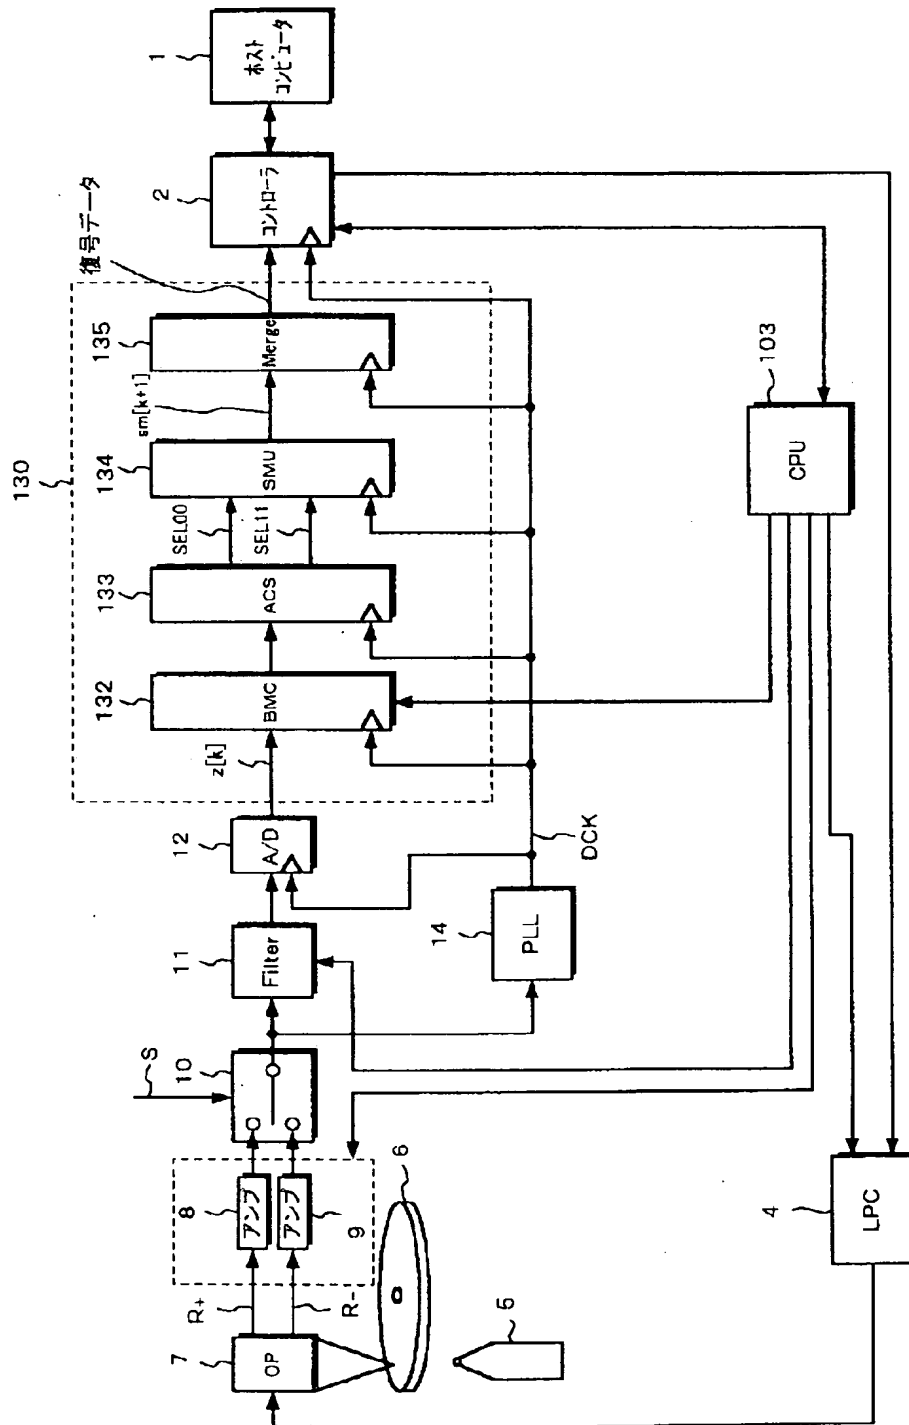 1
ホスト
コンピュータ
2
コントローラ
復号データ
130
135
Merge
sm[k+1]
134
SMU
SEL00
SEL11
133
ACS
132
BMC
z[k]
12
A/D
11
Filter
S
10
8
アンプ
アンプ
9
R+
R-
7
OP
6
5
4
LPC
14
PLL
DCK
103
CPU